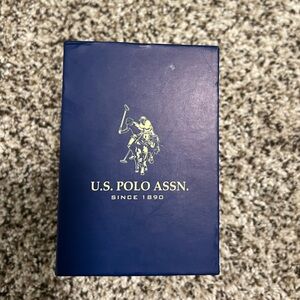 U.S. POLO ASSN.
SINCE 1890